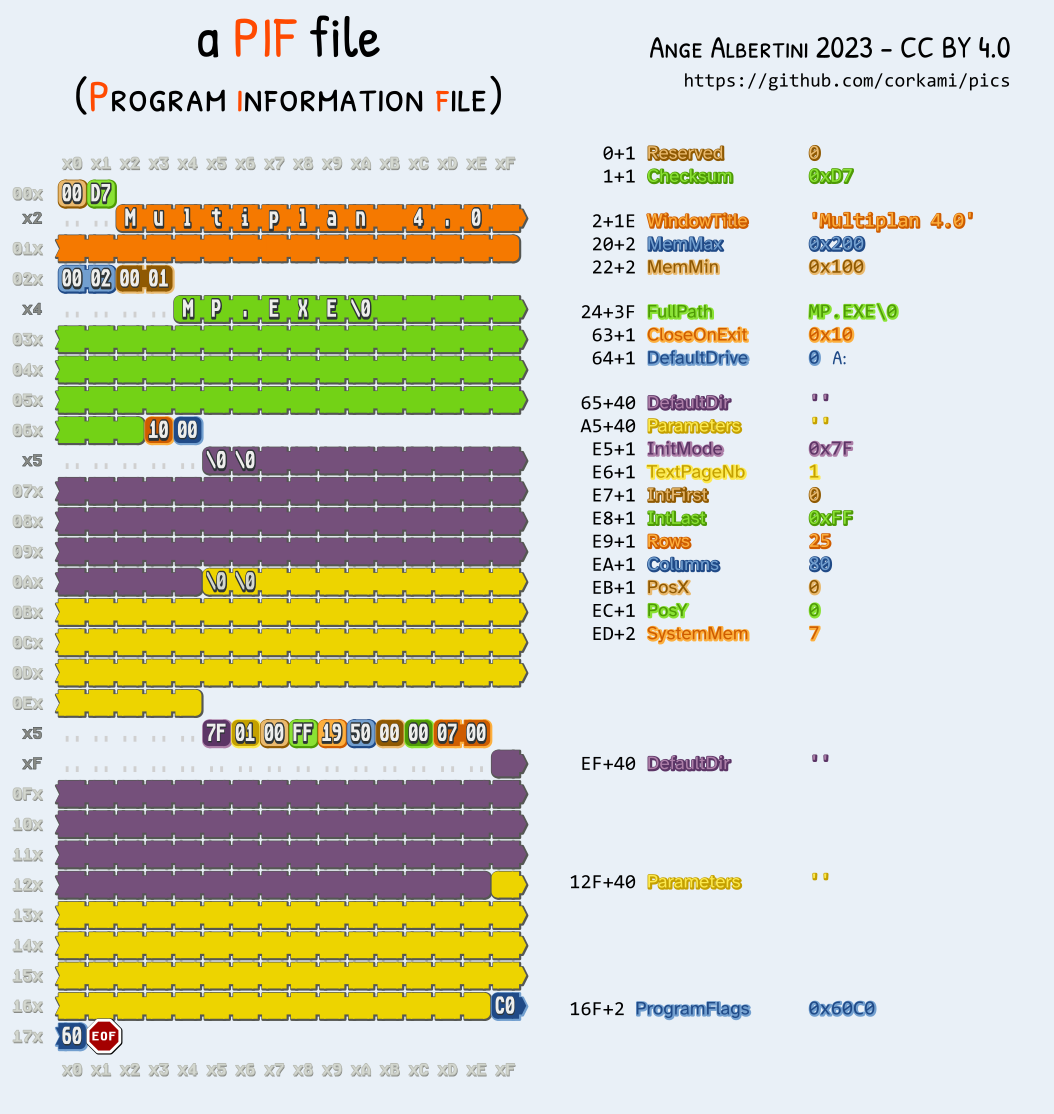 a PIF file
(Program Information File)
Ange Albertini 2023 - CC BY 4.0
https://github.com/corkami/pics
x0 x1 x2 x3 x4 x5 x6 x7 x8 x9 xA xB xC xD xE xF
00x 00 D7
x2 .. .. Multiplan 4.0
01x
02x 00 02 00 01
x4 .. .. .. .. MP.EXE\0
03x
04x
05x
06x 10 00
x5 .. .. .. .. .. \0 \0
07x
08x
09x
0Ax \0 \0
0Bx
0Cx
0Dx
0Ex
x5 .. .. .. .. .. 7F 01 00 FF 19 50 00 00 07 00
xF .. .. .. .. .. .. .. .. .. .. .. .. .. .. ..
0Fx
10x
11x
12x
13x
14x
15x
16x C0
17x 60 EOF
x0 x1 x2 x3 x4 x5 x6 x7 x8 x9 xA xB xC xD xE xF
0+1 Reserved 0
1+1 Checksum 0xD7
2+1E WindowTitle 'Multiplan 4.0'
20+2 MemMax 0x200
22+2 MemMin 0x100
24+3F FullPath MP.EXE\0
63+1 CloseOnExit 0x10
64+1 DefaultDrive 0 A:
65+40 DefaultDir ''
A5+40 Parameters ''
E5+1 InitMode 0x7F
E6+1 TextPageNb 1
E7+1 IntFirst 0
E8+1 IntLast 0xFF
E9+1 Rows 25
EA+1 Columns 80
EB+1 PosX 0
EC+1 PosY 0
ED+2 SystemMem 7
EF+40 DefaultDir ''
12F+40 Parameters ''
16F+2 ProgramFlags 0x60C0